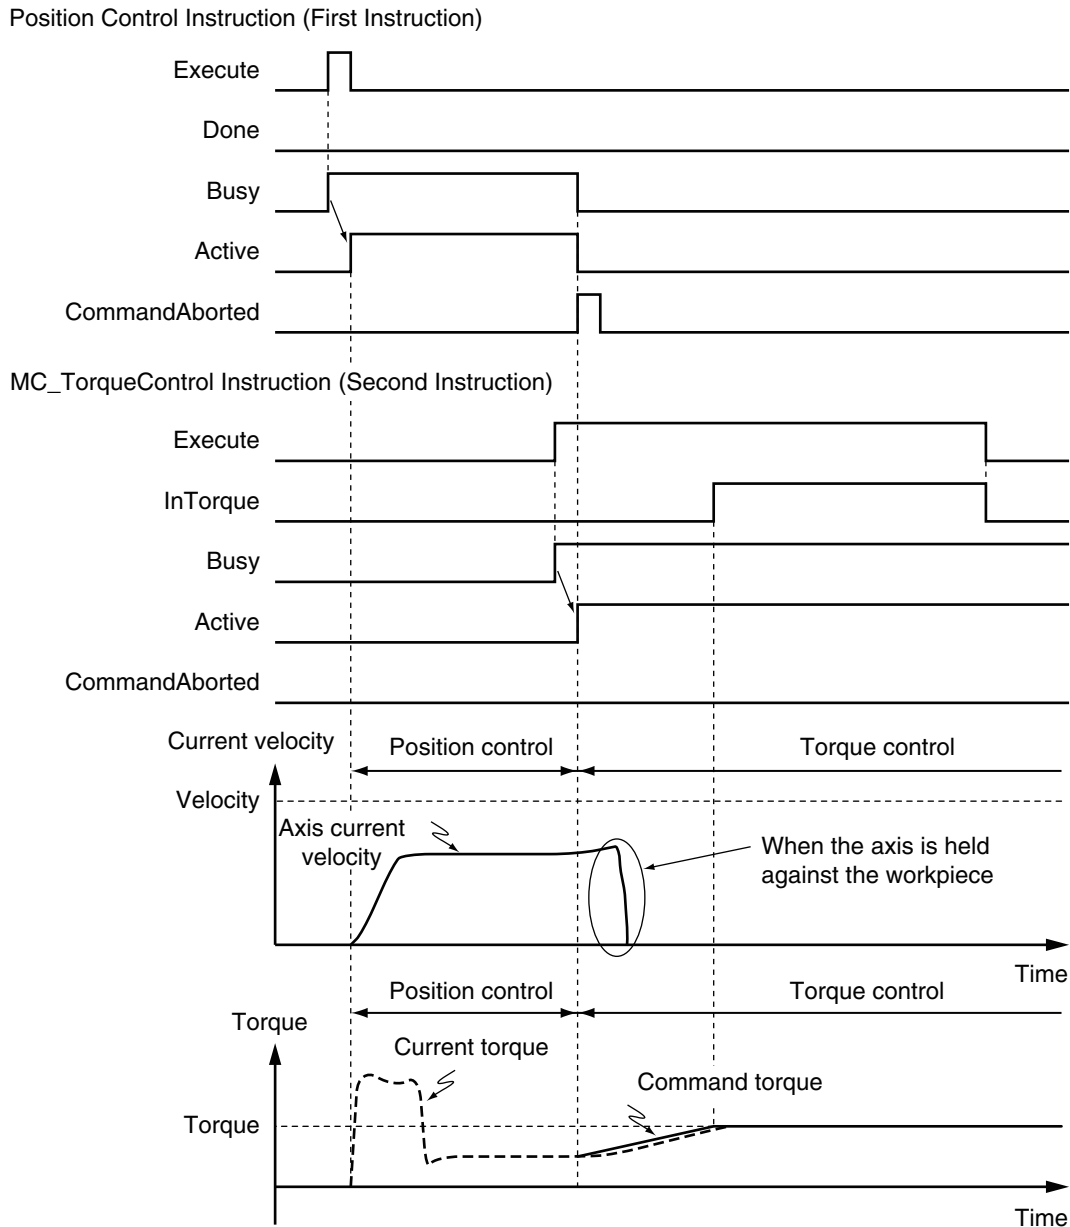 Position Control Instruction (First Instruction)
Execute
Done
Busy
Active
CommandAborted
MC_TorqueControl Instruction (Second Instruction)
Execute
InTorque
Busy
Active
CommandAborted
Current velocity
Position control
Torque control
Velocity
Axis current
velocity
When the axis is held
against the workpiece
Time
Position control
Torque control
Torque
Current torque
Command torque
Torque
Time